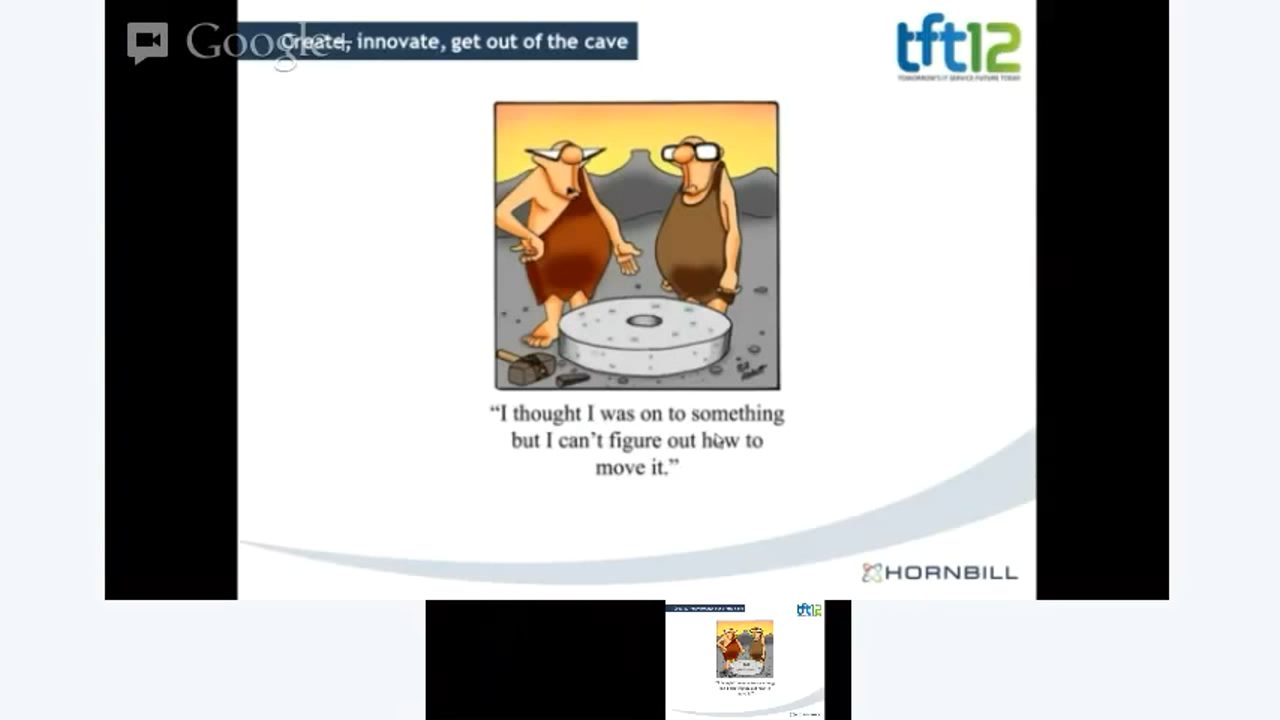 Google+
Create, innovate, get out of the cave
tft12
TOMORROW'S IT SERVICE FUTURE TODAY
“I thought I was on to something
but I can’t figure out how to
move it.”
HORNBILL
tft12